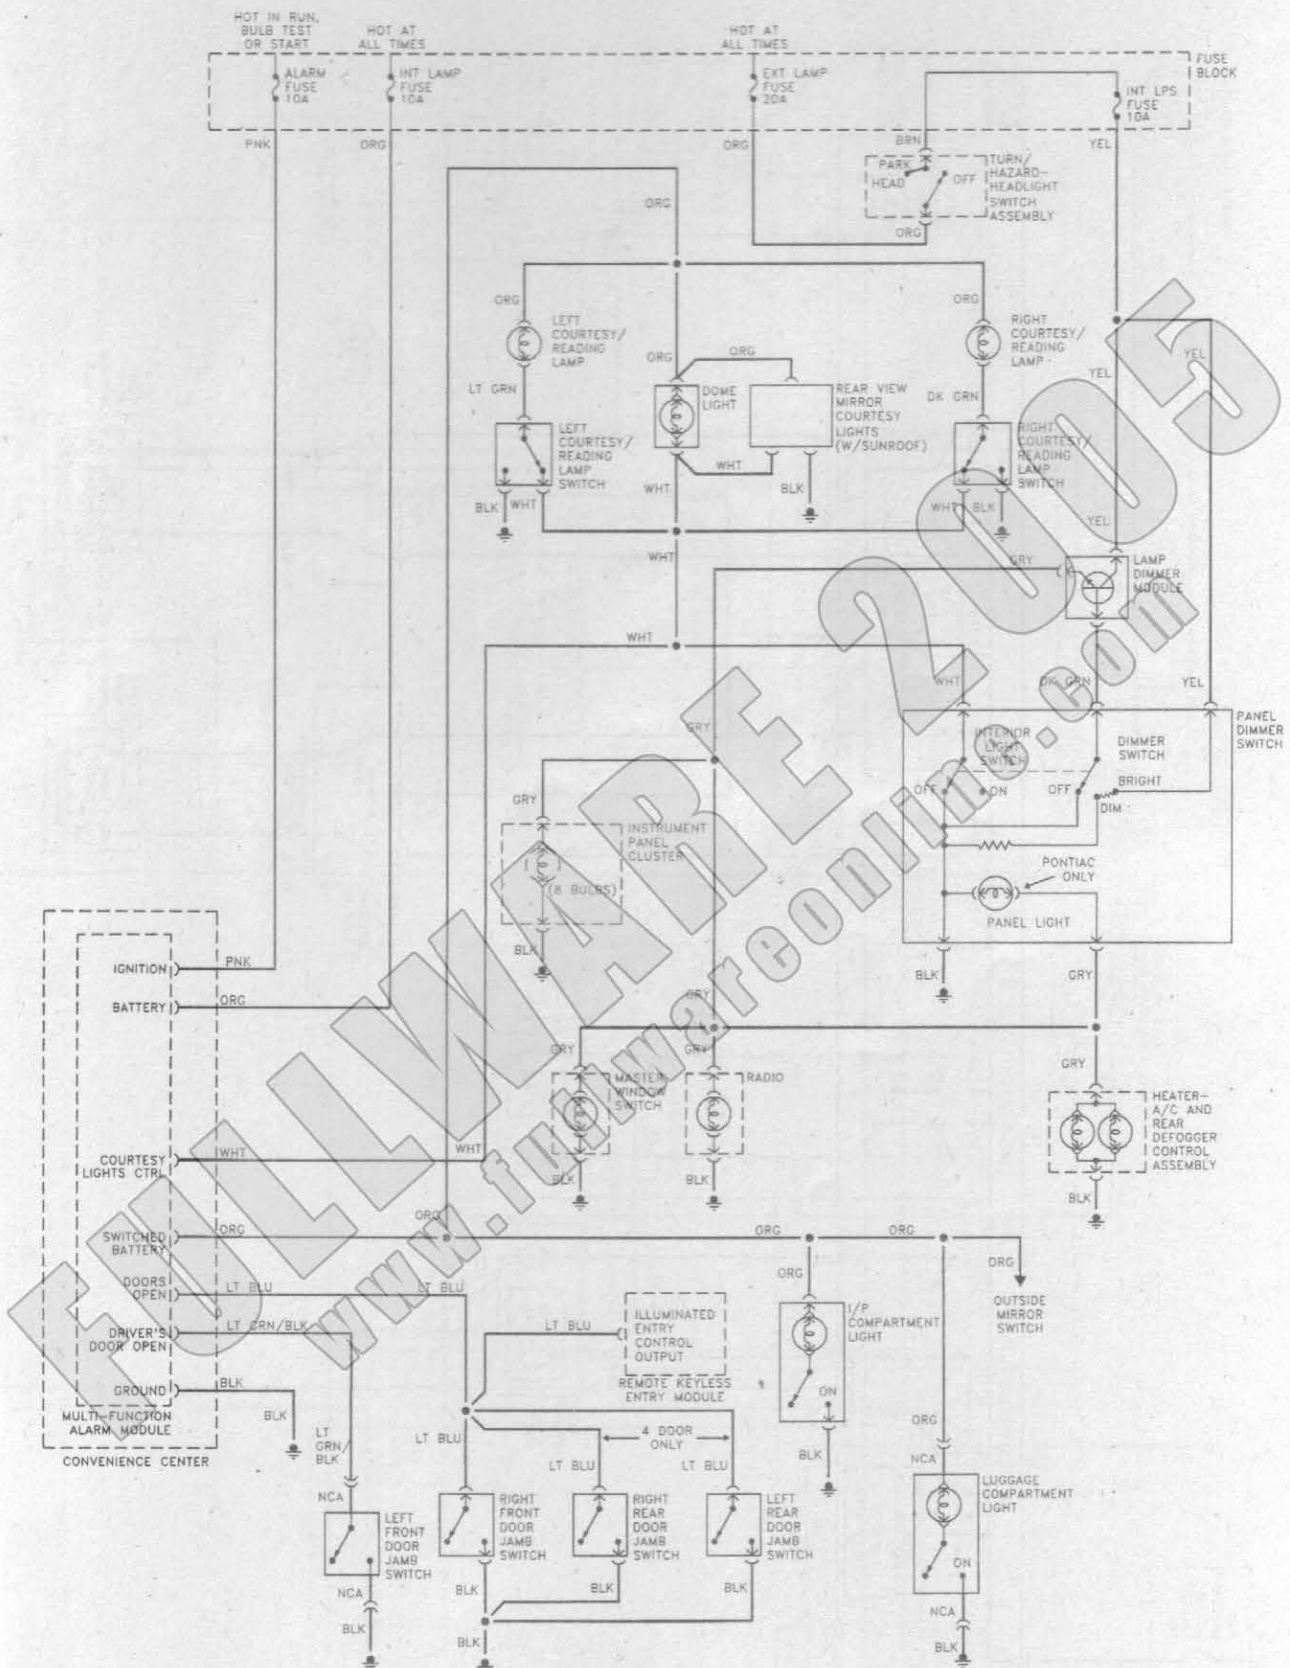 HOT IN RUN,
BULB TEST
OR START
HOT AT
ALL TIMES
HOT AT
ALL TIMES
FUSE
BLOCK
ALARM
FUSE
10A
INT LAMP
FUSE
10A
EXT LAMP
FUSE
20A
INT LPS
FUSE
10A
PNK
ORG
ORG
BRN
YEL
PARK
HEAD
OFF
TURN/
HAZARD-
HEADLIGHT
SWITCH
ASSEMBLY
ORG
ORG
ORG
ORG
LEFT
COURTESY/
READING
LAMP
RIGHT
COURTESY/
READING
LAMP
YEL
YEL
ORG
ORG
LT GRN
DOME
LIGHT
REAR VIEW
MIRROR
COURTESY
LIGHTS
(W/SUNROOF)
DK GRN
LEFT
COURTESY/
READING
LAMP
SWITCH
RIGHT
COURTESY/
READING
LAMP
SWITCH
WHT
WHT
BLK
BLK
WHT
WHT
BLK
YEL
WHT
GRY
LAMP
DIMMER
MODULE
WHT
WHT
DK GRN
YEL
PANEL
DIMMER
SWITCH
GRY
INTERIOR
LIGHT
SWITCH
DIMMER
SWITCH
OFF
ON
OFF
BRIGHT
DIM
GRY
INSTRUMENT
PANEL
CLUSTER
(8 BULBS)
PONTIAC
ONLY
PANEL LIGHT
BLK
BLK
GRY
IGNITION
PNK
BATTERY
ORG
GRY
GRY
GRY
GRY
MASTER
WINDOW
SWITCH
RADIO
HEATER-
A/C AND
REAR
DEFOGGER
CONTROL
ASSEMBLY
COURTESY
LIGHTS CTRL
WHT
WHT
BLK
BLK
BLK
SWITCHED
BATTERY
ORG
ORG
ORG
ORG
ORG
ORG
OUTSIDE
MIRROR
SWITCH
DOORS
OPEN
LT BLU
LT BLU
DRIVER'S
DOOR OPEN
LT GRN/BLK
LT BLU
ILLUMINATED
ENTRY
CONTROL
OUTPUT
REMOTE KEYLESS
ENTRY MODULE
I/P
COMPARTMENT
LIGHT
ON
GROUND
BLK
BLK
MULTI-FUNCTION
ALARM MODULE
CONVENIENCE CENTER
LT
GRN/
BLK
LT BLU
4 DOOR
ONLY
LT BLU
LT BLU
BLK
ORG
NCA
NCA
LEFT
FRONT
DOOR
JAMB
SWITCH
RIGHT
FRONT
DOOR
JAMB
SWITCH
RIGHT
REAR
DOOR
JAMB
SWITCH
LEFT
REAR
DOOR
JAMB
SWITCH
LUGGAGE
COMPARTMENT
LIGHT
ON
NCA
BLK
BLK
BLK
BLK
BLK
NCA
BLK
FULLWARE 2005
www.fullwareonline.com